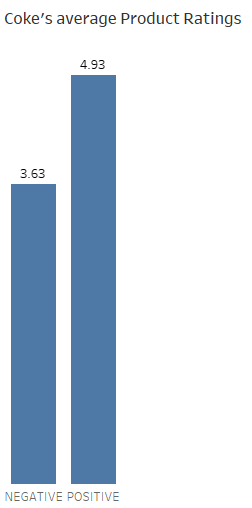 Coke's average Product Ratings
4.93
3.63
NEGATIVE POSITIVE